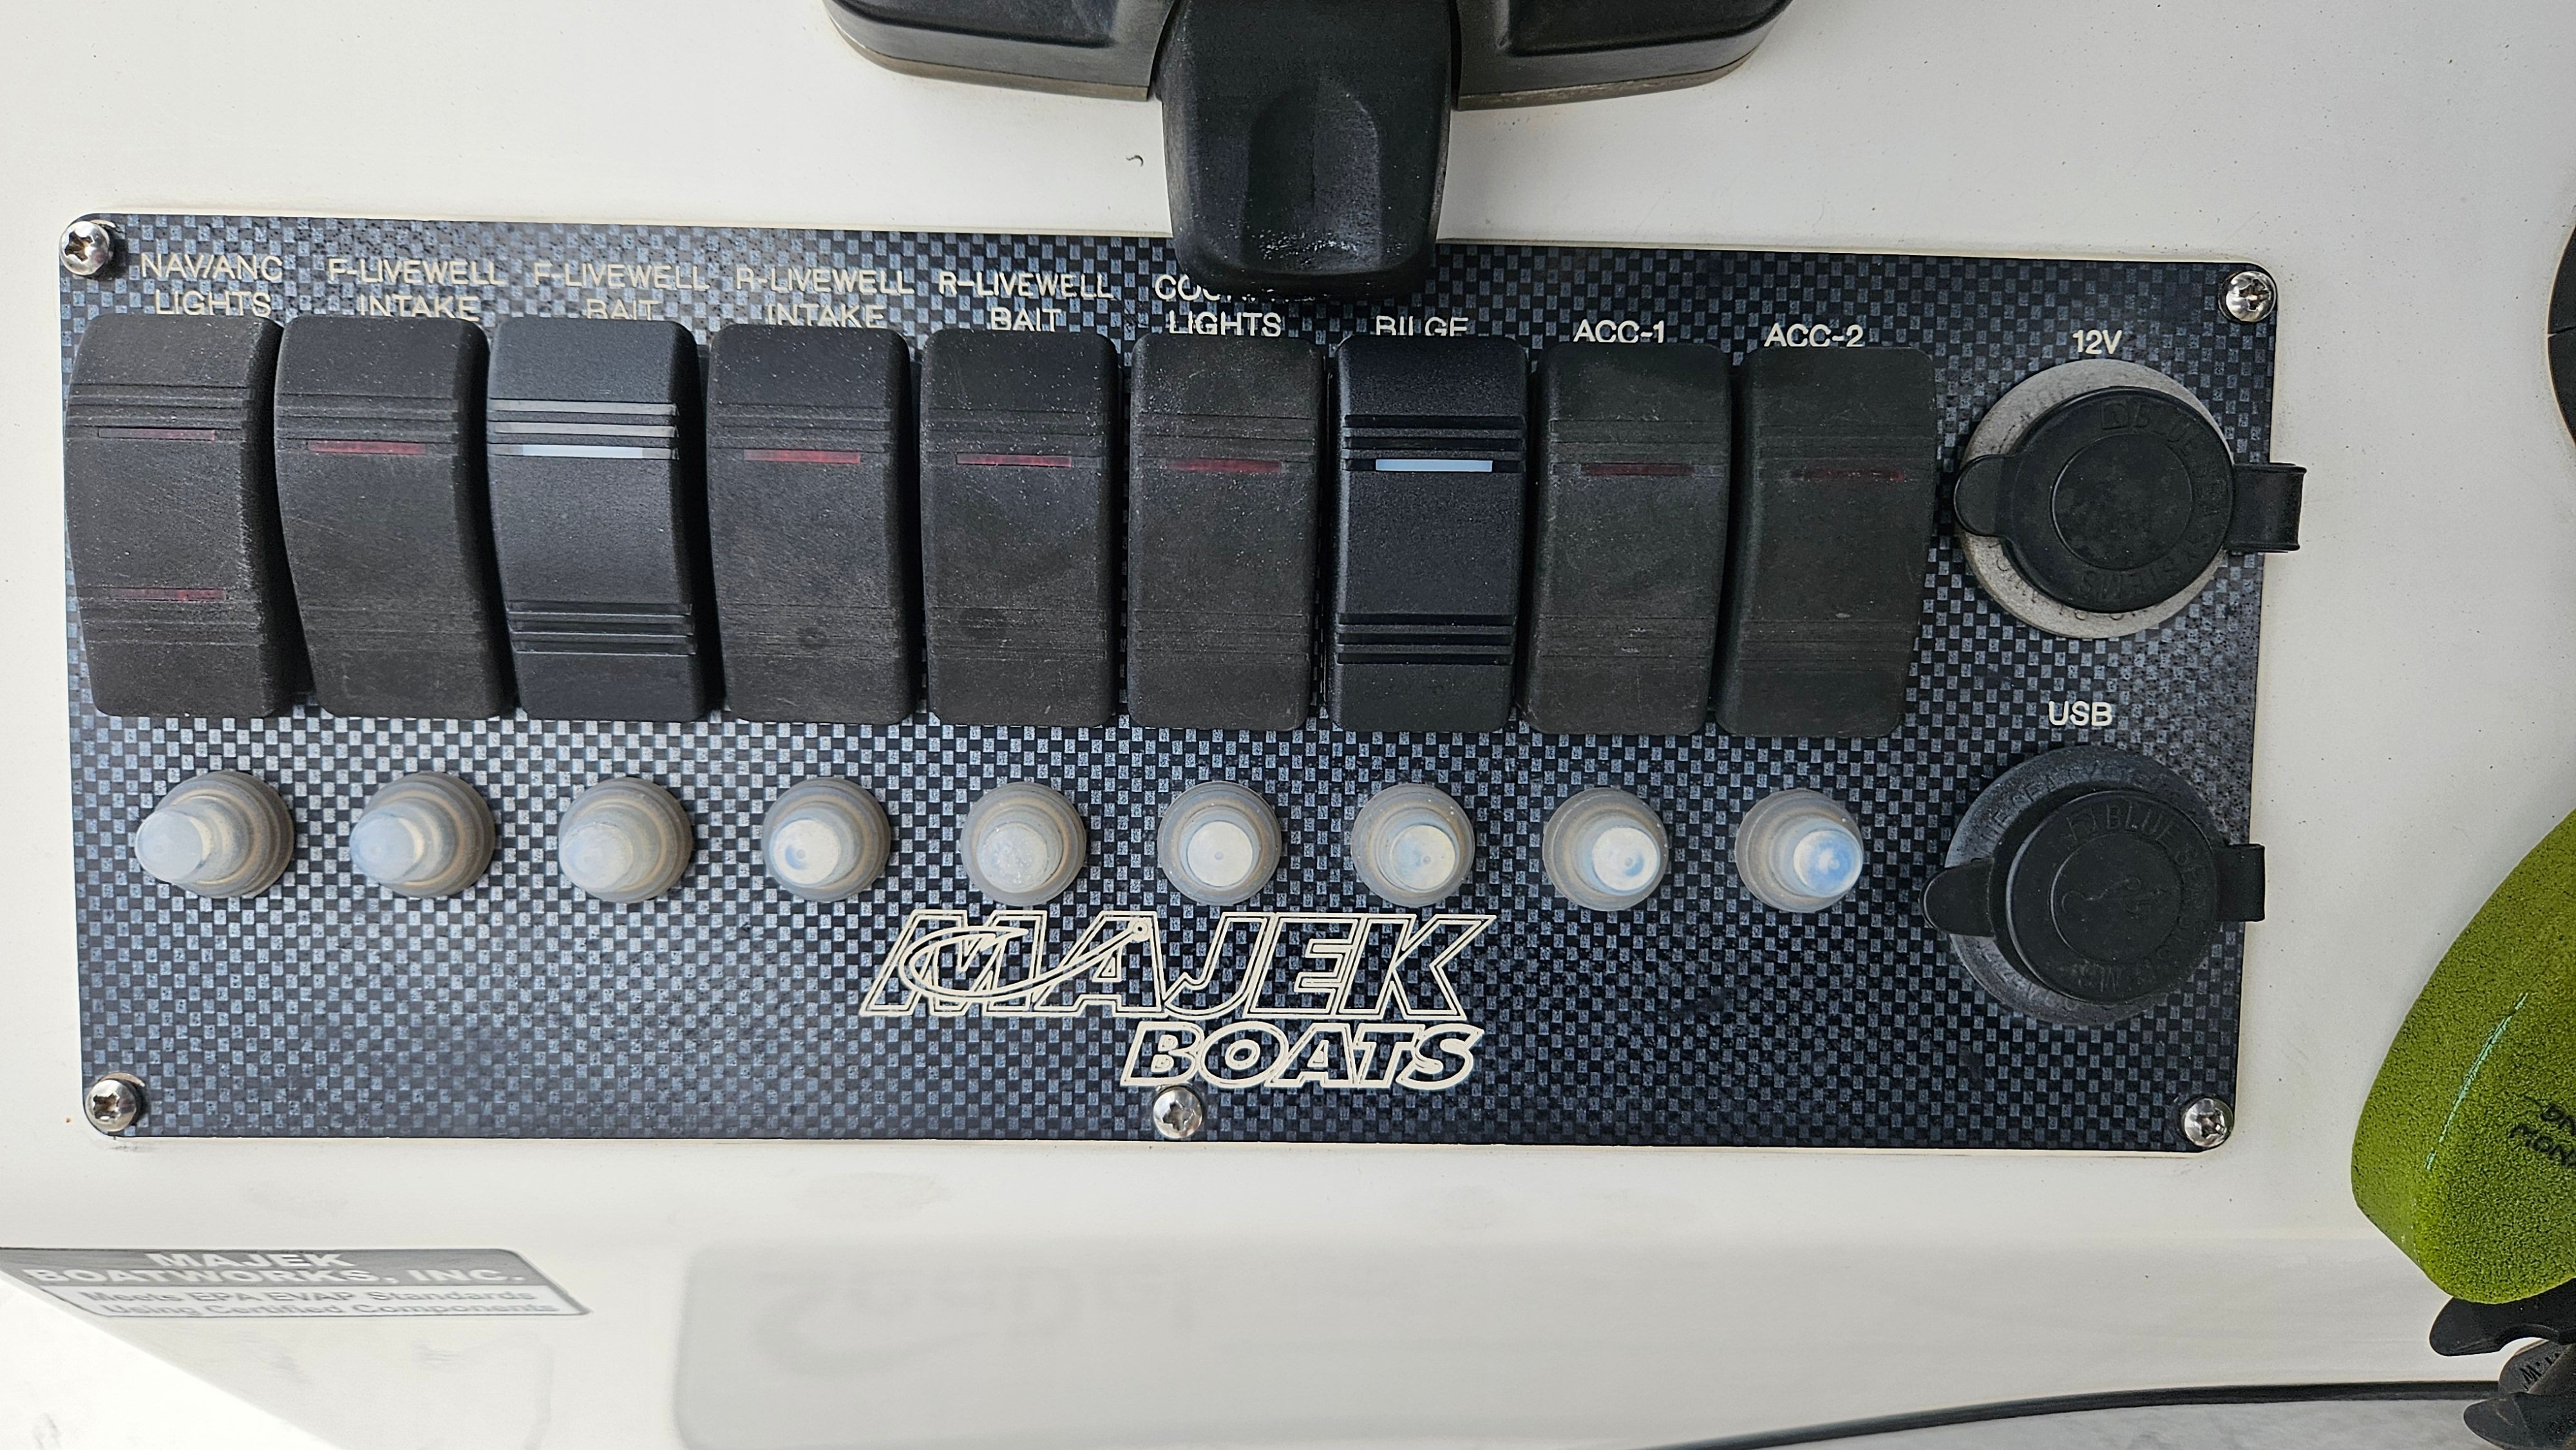 NAV/ANC
LIGHTS
F-LIVEWELL
INTAKE
F-LIVEWELL
BAIT
R-LIVEWELL
INTAKE
R-LIVEWELL
BAIT
LIGHTS
BILGE
ACC-1
ACC-2
12V
USB
MAJEK
BOATS
MAJEK
BOATWORKS, INC.
Meets EPA EVAP Standards
Using Certified Components